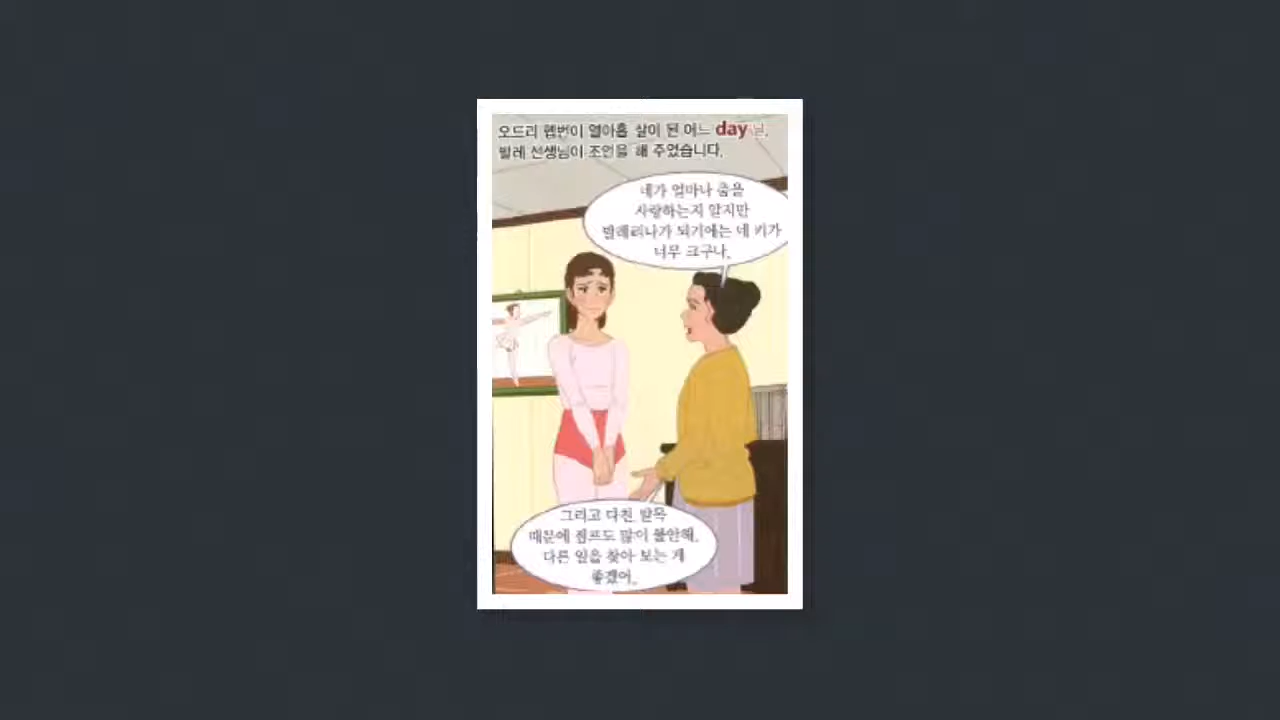 오드리 헵번이 열아홉 살이 된 어느 day 날,
발레 선생님이 조언을 해 주었습니다.
네가 얼마나 춤을
사랑하는지 알지만
발레리나가 되기에는 네 키가
너무 크구나.
그리고 다친 발목
때문에 점프도 많이 불안해.
다른 일을 찾아 보는 게
좋겠어.